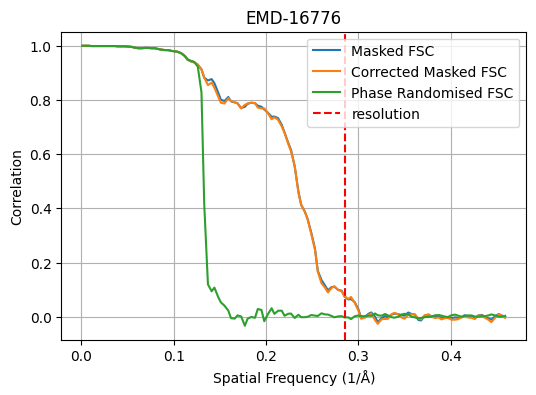 EMD-16776
Masked FSC
Corrected Masked FSC
Phase Randomised FSC
resolution
1.0
0.8
0.6
0.4
0.2
0.0
Correlation
0.0 0.1 0.2 0.3 0.4
Spatial Frequency (1/Å)